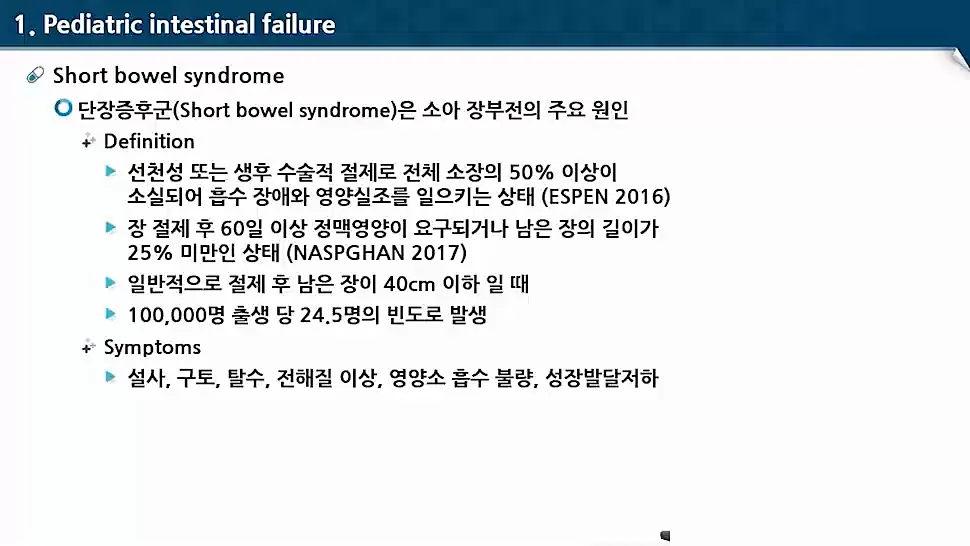 1. Pediatric intestinal failure
Short bowel syndrome
단장증후군(Short bowel syndrome)은 소아 장부전의 주요 원인
Definition
선천성 또는 생후 수술적 절제로 전체 소장의 50% 이상이
소실되어 흡수 장애와 영양실조를 일으키는 상태 (ESPEN 2016)
장 절제 후 60일 이상 정맥영양이 요구되거나 남은 장의 길이가
25% 미만인 상태 (NASPGHAN 2017)
일반적으로 절제 후 남은 장이 40cm 이하 일 때
100,000명 출생 당 24.5명의 빈도로 발생
Symptoms
설사, 구토, 탈수, 전해질 이상, 영양소 흡수 불량, 성장발달저하